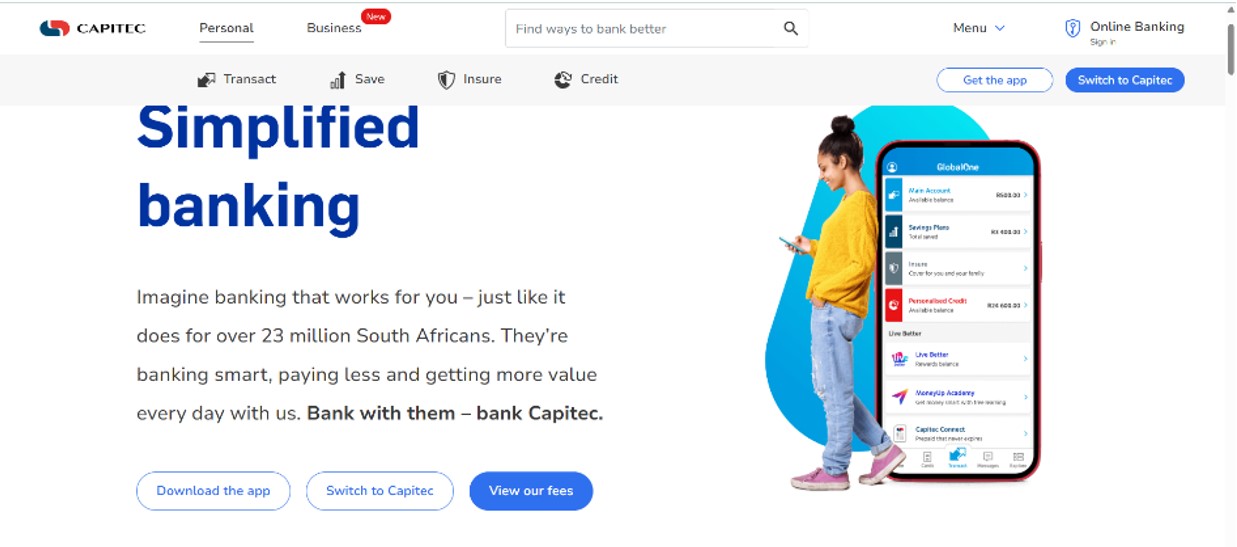 CAPITEC
Personal
Business
New
Find ways to bank better
Menu
Online Banking
Sign in
Transact
Save
Insure
Credit
Get the app
Switch to Capitec
Simplified
banking
Imagine banking that works for you – just like it
does for over 23 million South Africans. They're
banking smart, paying less and getting more value
every day with us. Bank with them – bank Capitec.
Download the app
Switch to Capitec
View our fees
GlobalOne
Main Account
Available balance
R500.00
Savings Plans
Total saved
Insure
Cover for you and your family
Personalised Credit
Available balance
Live Better
Live Better
Rewards balance
MoneyUp Academy
Get money smart with free learning
Capitec Connect
Prepaid that never expires
Cards
Transact
Messages
Explore